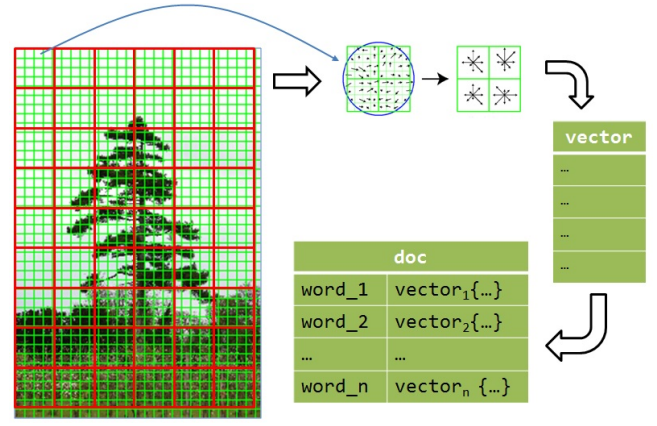 vector
…
…
…
…
doc
word_1 vector₁{…}
word_2 vector₂{…}
… …
word_n vectorₙ {…}